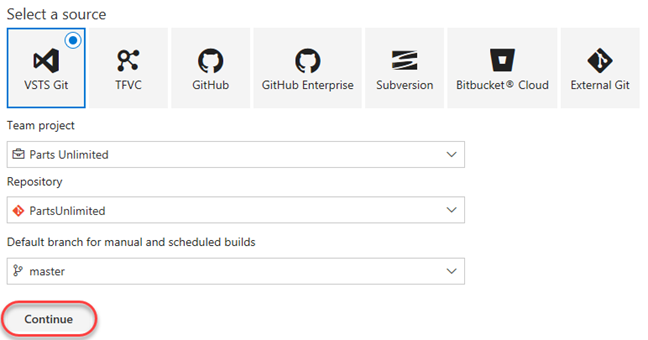 Select a source
VSTS Git TFVC GitHub GitHub Enterprise Subversion Bitbucket® Cloud External Git
Team project
Parts Unlimited
Repository
PartsUnlimited
Default branch for manual and scheduled builds
master
Continue